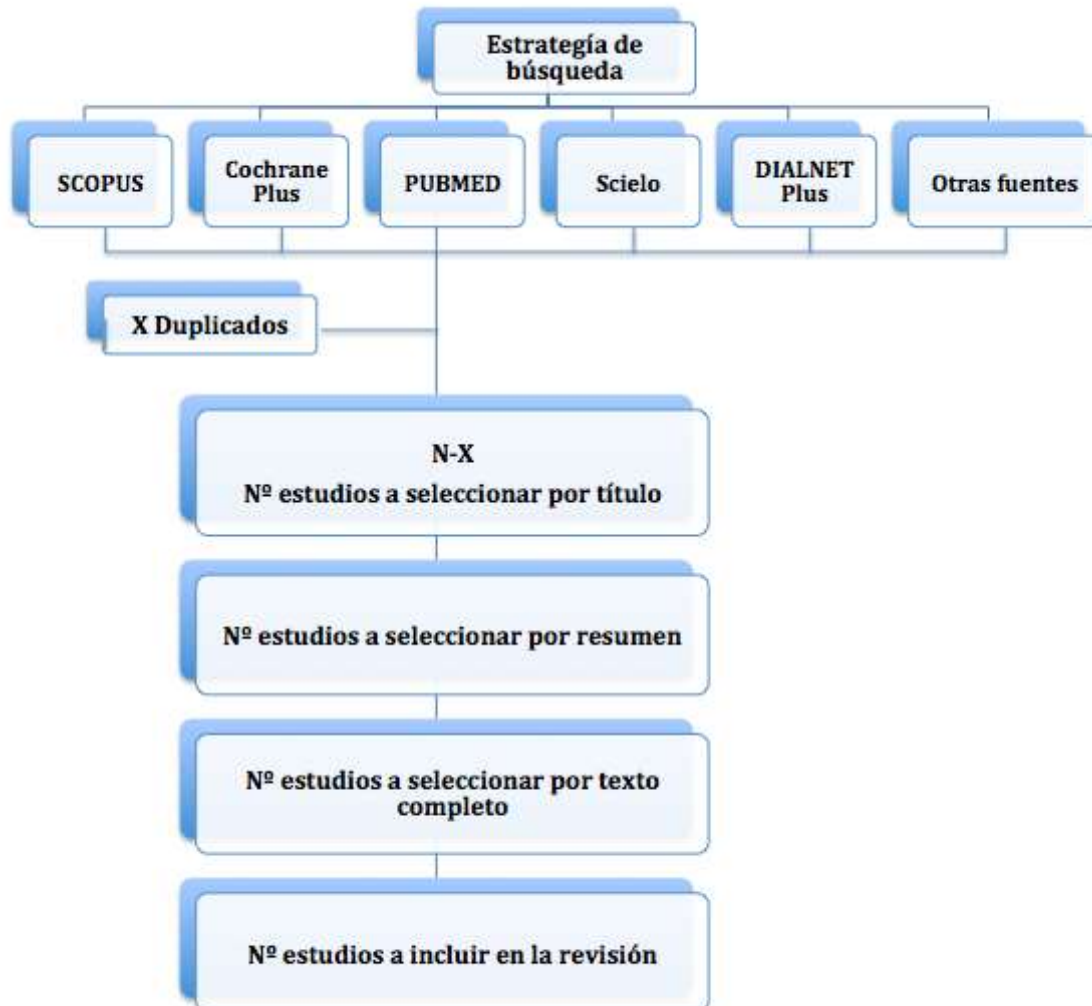 Estrategía de
búsqueda
SCOPUS
Cochrane
Plus
PUBMED
Scielo
DIALNET
Plus
Otras fuentes
X Duplicados
N-X
Nº estudios a seleccionar por título
Nº estudios a seleccionar por resumen
Nº estudios a seleccionar por texto
completo
Nº estudios a incluir en la revisión